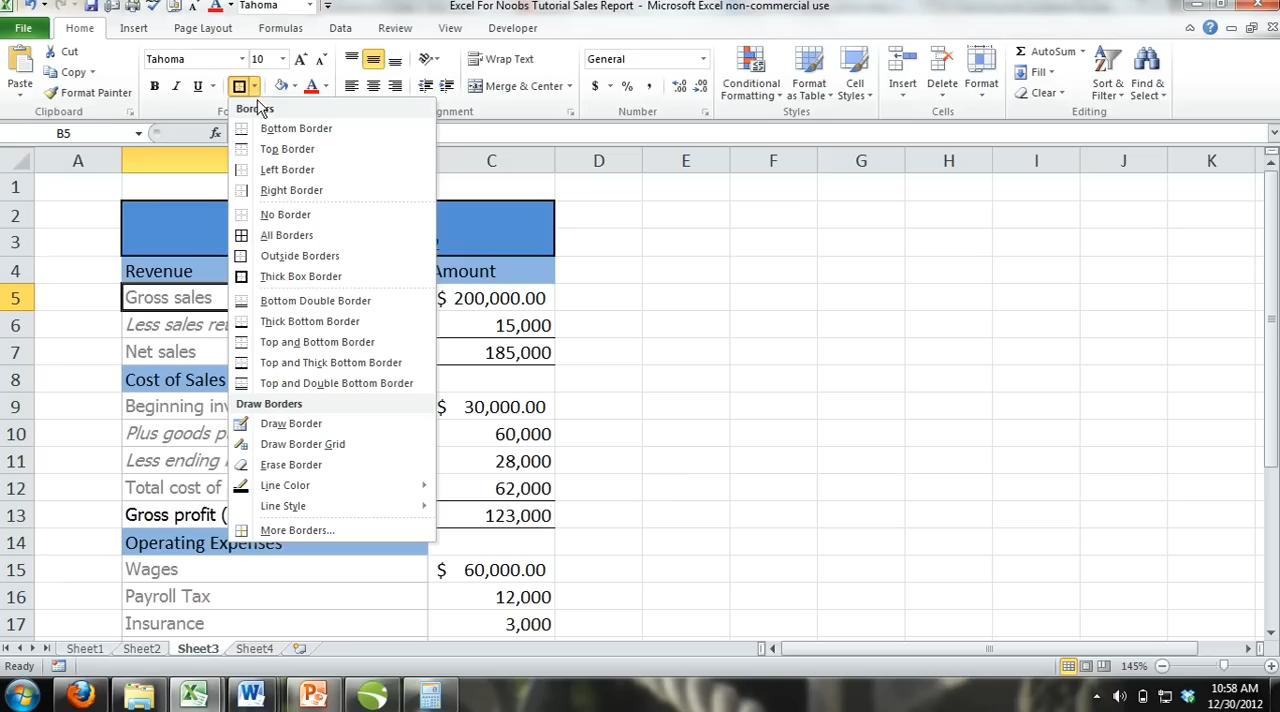 Tahoma
Excel For Noobs Tutorial Sales Report - Microsoft Excel non-commercial use
File Home Insert Page Layout Formulas Data Review View Developer
Cut
Copy
Format Painter
Paste
Clipboard
Tahoma 10
B I U
Wrap Text
Merge & Center
General
$ % ,
Number
Conditional Formatting
Format as Table
Cell Styles
Styles
Insert Delete Format
Cells
AutoSum
Fill
Clear
Sort & Filter
Find & Select
Editing
B5 fx
Borders
Bottom Border
Top Border
Left Border
Right Border
No Border
All Borders
Outside Borders
Thick Box Border
Bottom Double Border
Thick Bottom Border
Top and Bottom Border
Top and Thick Bottom Border
Top and Double Bottom Border
Draw Borders
Draw Border
Draw Border Grid
Erase Border
Line Color
Line Style
More Borders...
A C D E F G H I J K
1
2
3
4 Revenue Amount
5 Gross sales $ 200,000.00
6 Less sales 15,000
7 Net sales 185,000
8 Cost of Sales
9 Beginning $ 30,000.00
10 Plus goods 60,000
11 Less ending 28,000
12 Total cost of 62,000
13 Gross profit ( 123,000
14 Operating Expenses
15 Wages $ 60,000.00
16 Payroll Tax 12,000
17 Insurance 3,000
Sheet1 Sheet2 Sheet3 Sheet4
Ready 145%
10:58 AM
12/30/2012